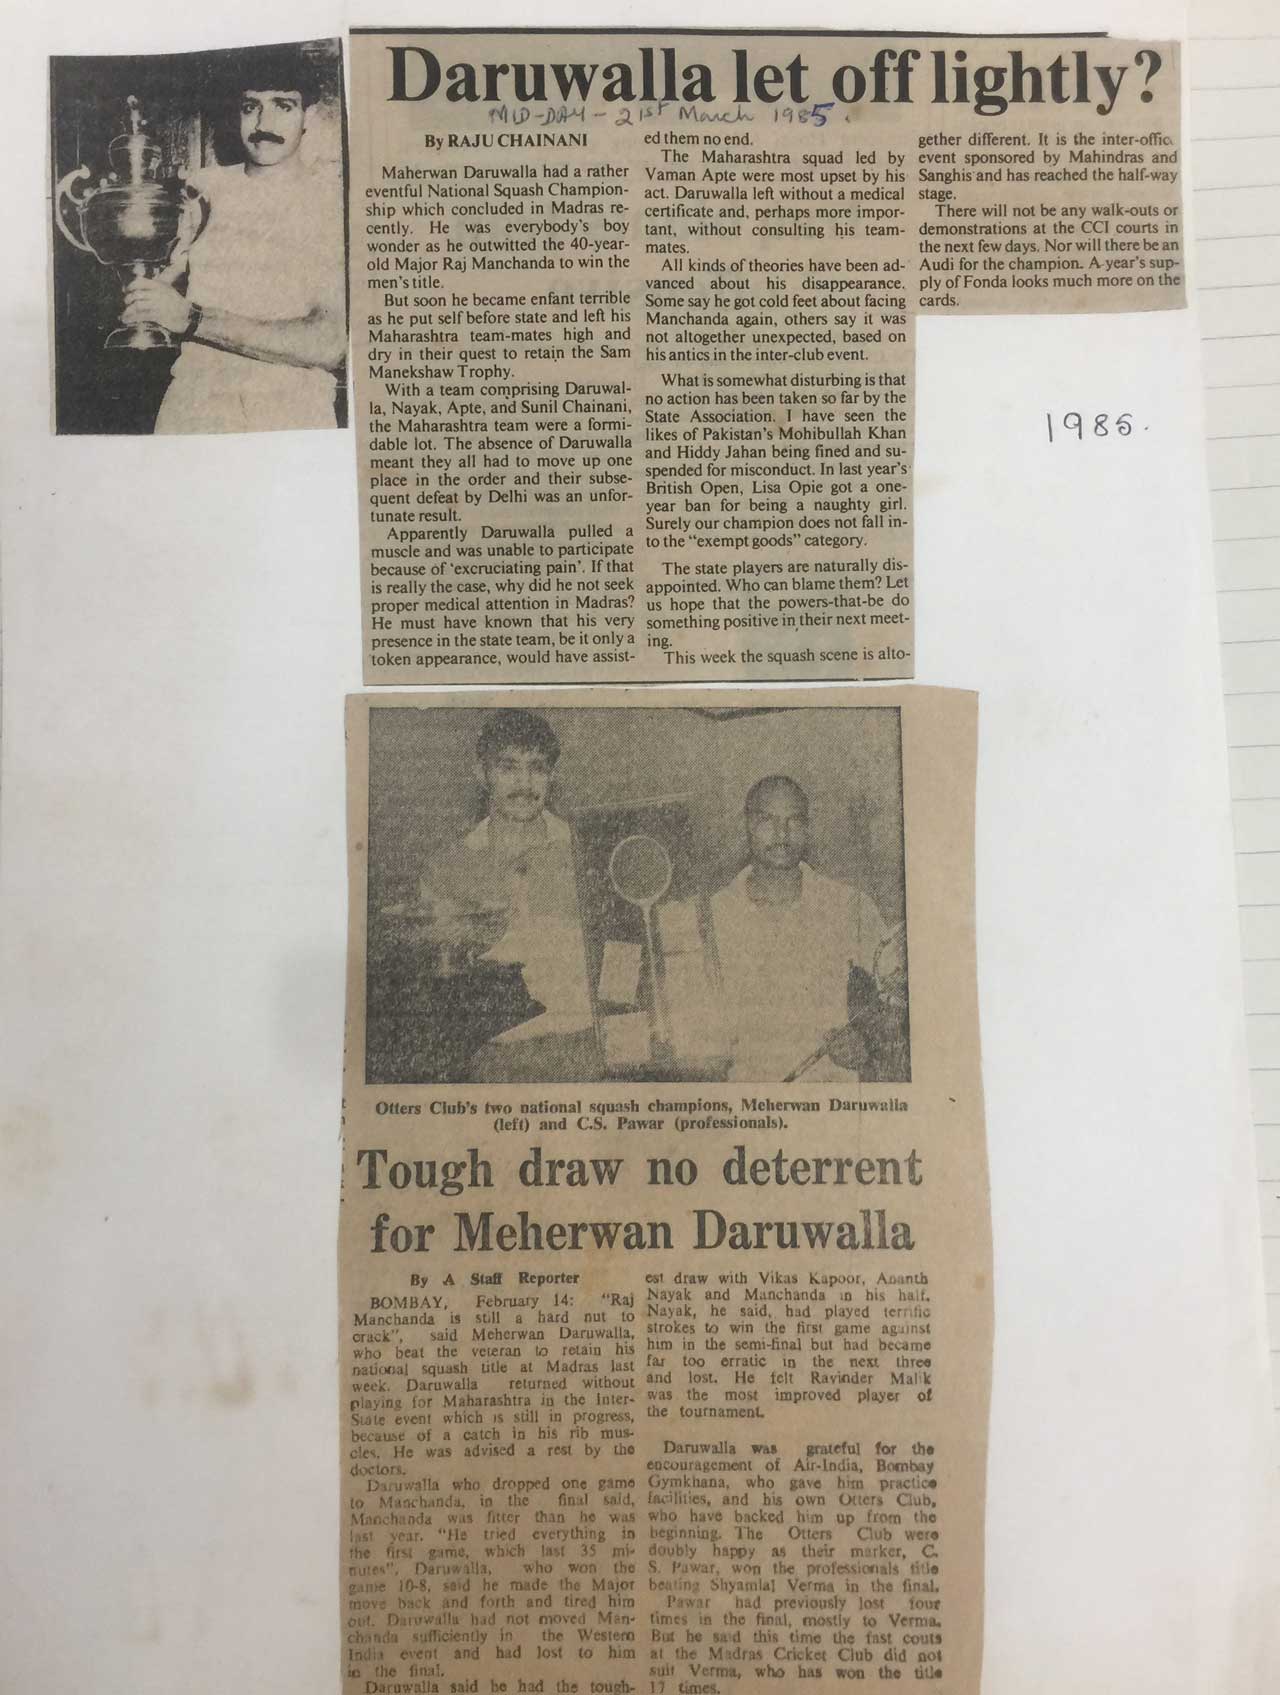 Daruwalla let off lightly?
MID-DAY - 21st March 1985.
By RAJU CHAINANI
Maherwan Daruwalla had a rather
eventful National Squash Champion-
ship which concluded in Madras re-
cently. He was everybody's boy
wonder as he outwitted the 40-year-
old Major Raj Manchanda to win the
men's title.
But soon he became enfant terrible
as he put self before state and left his
Maharashtra team-mates high and
dry in their quest to retain the Sam
Manekshaw Trophy.
With a team comprising Daruwal-
la, Nayak, Apte, and Sunil Chainani,
the Maharashtra team were a formi-
dable lot. The absence of Daruwalla
meant they all had to move up one
place in the order and their subse-
quent defeat by Delhi was an unfor-
tunate result.
Apparently Daruwalla pulled a
muscle and was unable to participate
because of 'excruciating pain'. If that
is really the case, why did he not seek
proper medical attention in Madras?
He must have known that his very
presence in the state team, be it only a
token appearance, would have assist-
ed them no end.
The Maharashtra squad led by
Vaman Apte were most upset by his
act. Daruwalla left without a medical
certificate and, perhaps more impor-
tant, without consulting his team-
mates.
All kinds of theories have been ad-
vanced about his disappearance.
Some say he got cold feet about facing
Manchanda again, others say it was
not altogether unexpected, based on
his antics in the inter-club event.
What is somewhat disturbing is that
no action has been taken so far by the
State Association. I have seen the
likes of Pakistan's Mohibullah Khan
and Hiddy Jahan being fined and su-
spended for misconduct. In last year's
British Open, Lisa Opie got a one-
year ban for being a naughty girl.
Surely our champion does not fall in-
to the "exempt goods" category.
The state players are naturally dis-
appointed. Who can blame them? Let
us hope that the powers-that-be do
something positive in their next meet-
ing.
This week the squash scene is alto-
gether different. It is the inter-office
event sponsored by Mahindras and
Sanghis and has reached the half-way
stage.
There will not be any walk-outs or
demonstrations at the CCI courts in
the next few days. Nor will there be an
Audi for the champion. A year's sup-
ply of Fonda looks much more on the
cards.
1985.
Otters Club's two national squash champions, Meherwan Daruwalla
(left) and C.S. Pawar (professionals).
Tough draw no deterrent
for Meherwan Daruwalla
By A Staff Reporter
BOMBAY, February 14: "Raj
Manchanda is still a hard nut to
crack", said Meherwan Daruwalla,
who beat the veteran to retain his
national squash title at Madras last
week. Daruwalla returned without
playing for Maharashtra in the Inter-
State event which is still in progress,
because of a catch in his rib mus-
cles. He was advised a rest by the
doctors.
Daruwalla who dropped one game
to Manchanda, in the final said,
Manchanda was fitter than he was
last year. "He tried everything in
the first game, which last 35 mi-
nutes", Daruwalla, who won the
game 10-8, said he made the Major
move back and forth and tired him
out. Daruwalla had not moved Man-
chanda sufficiently in the Western
India event and had lost to him
in the final.
Daruwalla said he had the tough-
est draw with Vikas Kapoor, Ananth
Nayak and Manchanda in his half.
Nayak, he said, had played terrific
strokes to win the first game against
him in the semi-final but had became
far too erratic in the next three
and lost. He felt Ravinder Malik
was the most improved player of
the tournament.
Daruwalla was grateful for the
encouragement of Air-India, Bombay
Gymkhana, who gave him practice
facilities, and his own Otters Club,
who have backed him up from the
beginning. The Otters Club were
doubly happy as their marker, C.
S. Pawar, won the professionals title
beating Shyamlal Verma in the final.
Pawar had previously lost four
times in the final, mostly to Verma.
But he said this time the fast couts
at the Madras Cricket Club did not
suit Verma, who has won the title
17 times.